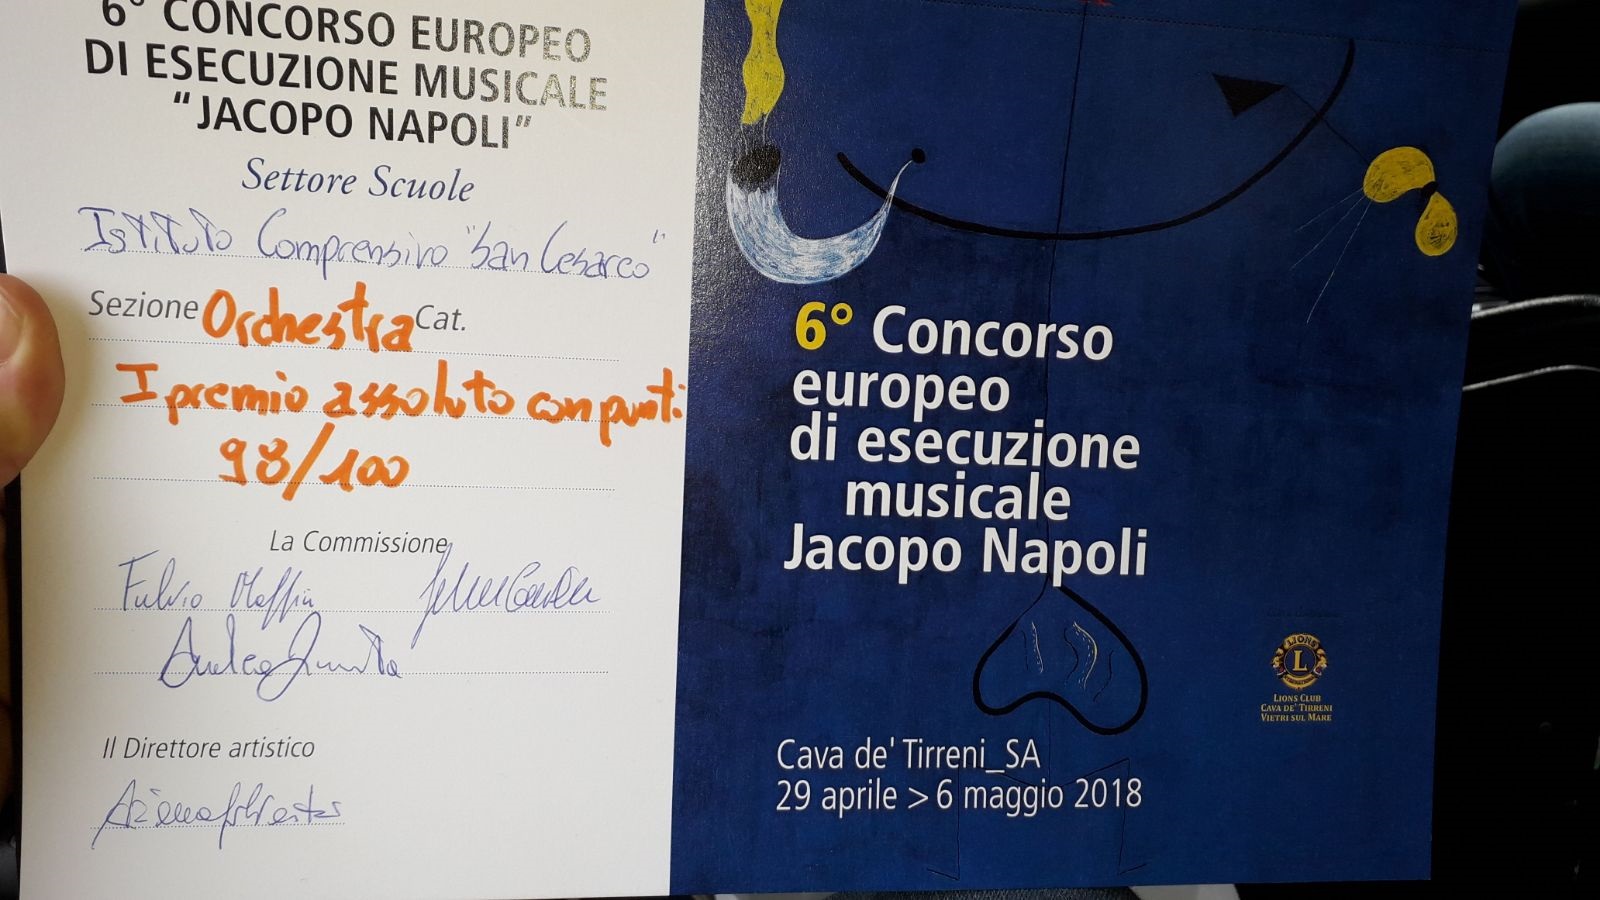 6° CONCORSO EUROPEO
DI ESECUZIONE MUSICALE
“JACOPO NAPOLI”
Settore Scuole
Istituto Comprensivo "San Cesareo"
Sezione Orchestra Cat.
I premio assoluto con punti
98/100
La Commissione
Fulvio
Il Direttore artistico
6° Concorso
europeo
di esecuzione
musicale
Jacopo Napoli
LIONS
L
LIONS CLUB
CAVA DE' TIRRENI
VIETRI SUL MARE
Cava de' Tirreni_SA
29 aprile > 6 maggio 2018